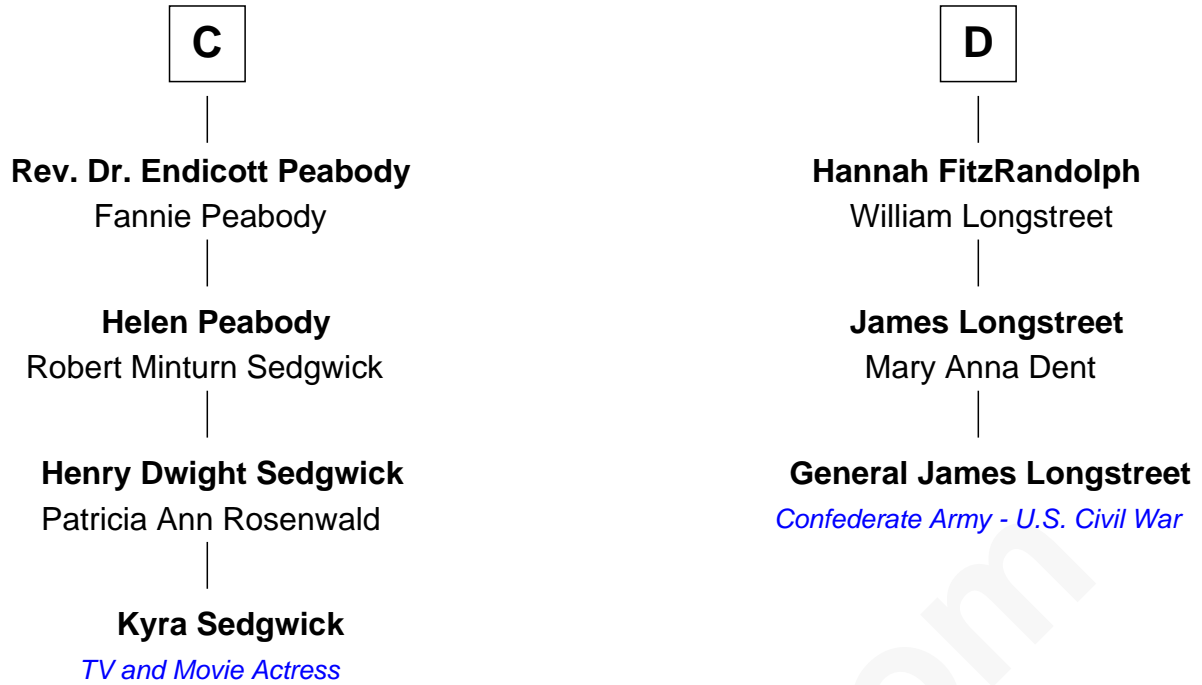 C
Rev. Dr. Endicott Peabody
Fannie Peabody
Helen Peabody
Robert Minturn Sedgwick
Henry Dwight Sedgwick
Patricia Ann Rosenwald
Kyra Sedgwick
TV and Movie Actress
D
Hannah FitzRandolph
William Longstreet
James Longstreet
Mary Anna Dent
General James Longstreet
Confederate Army - U.S. Civil War
om